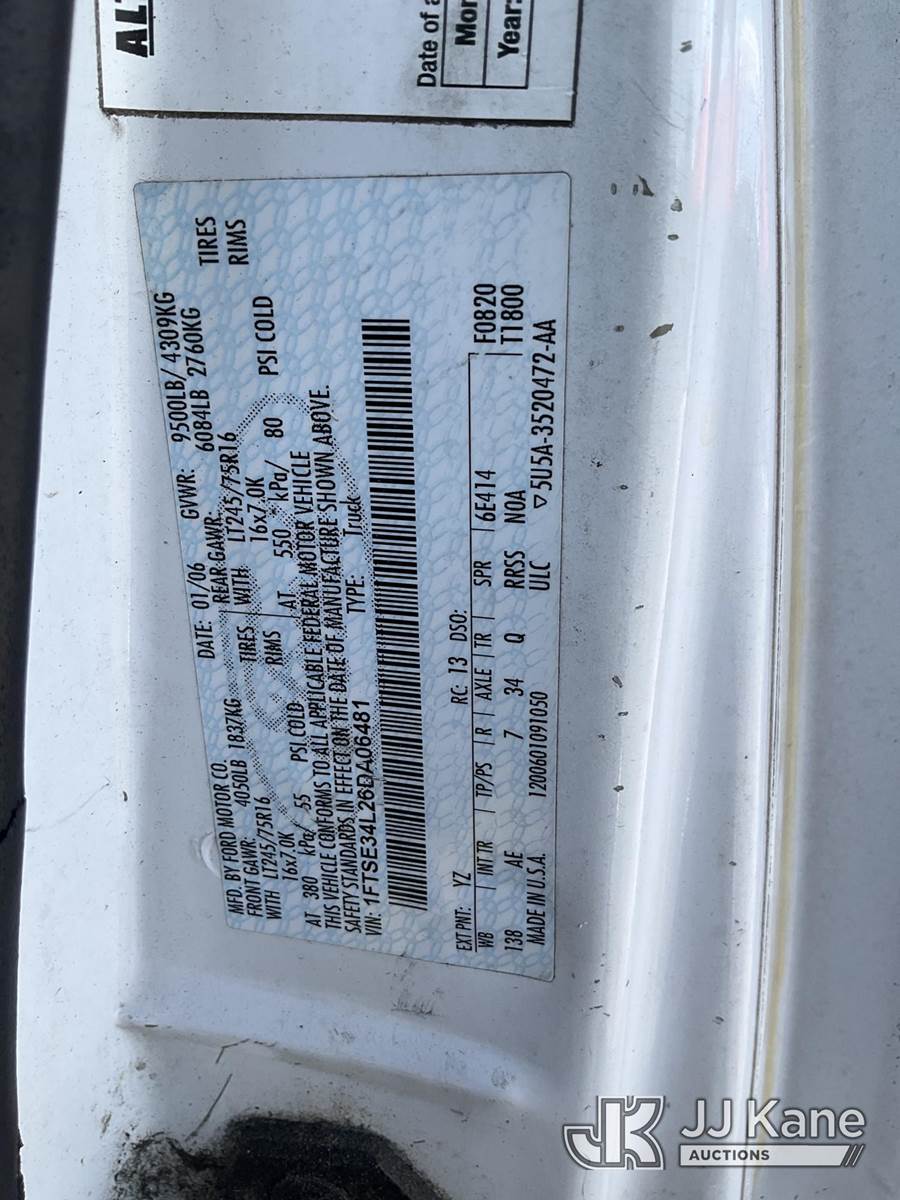 ALT
Date of a
Mon
Year:
MFD. BY FORD MOTOR CO. DATE: 01/06 GVWR: 9500LB/ 4309KG
FRONT GAWR: 4050LB 1837KG REAR GAWR 6084LB 2760KG
WITH LT245/75R16 TIRES WITH LT245/75R16 TIRES
16x7.0K RIMS 16x7.0K RIMS
AT 380 kPa/ 55 PSI COLD AT 550 kPa/ 80 PSI COLD
THIS VEHICLE CONFORMS TO ALL APPLICABLE FEDERAL MOTOR VEHICLE
SAFETY STANDARDS IN EFFECT ON THE DATE OF MANUFACTURE SHOWN ABOVE.
VIN: 1FTSE34L26DA06481 TYPE: Truck
EXT PNT: YZ RC: 13 DSO: F0820
WB INT TR TP/PS R AXLE TR SPR 6E414 T1800
138 AE 7 34 Q RRSS NOA
MADE IN U.S.A. 120060109 1050 ULC ▽5U5A-3520472-AA
JK JJ Kane
AUCTIONS